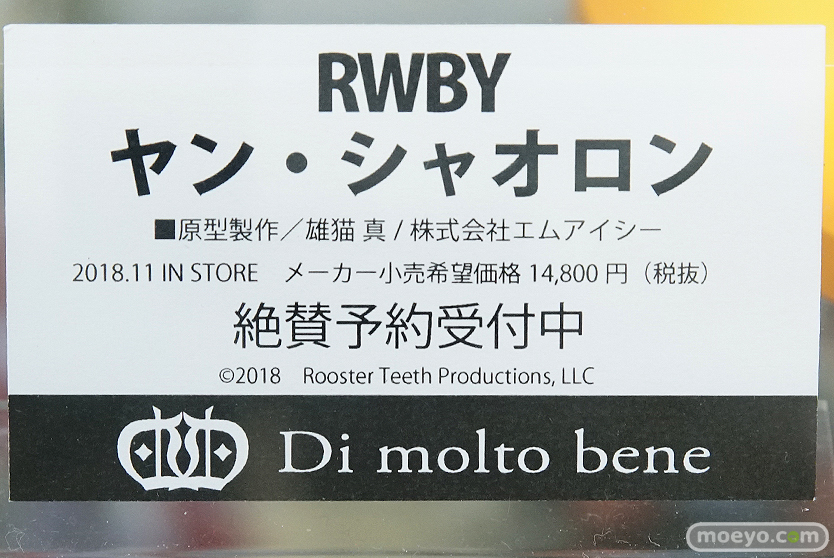 RWBY
ヤン・シャオロン
■原型製作／雄猫 真 / 株式会社エムアイシー
2018.11 IN STORE　メーカー小売希望価格 14,800 円（税抜）
絶賛予約受付中
©2018　Rooster Teeth Productions, LLC
Di molto bene
moeyo.com